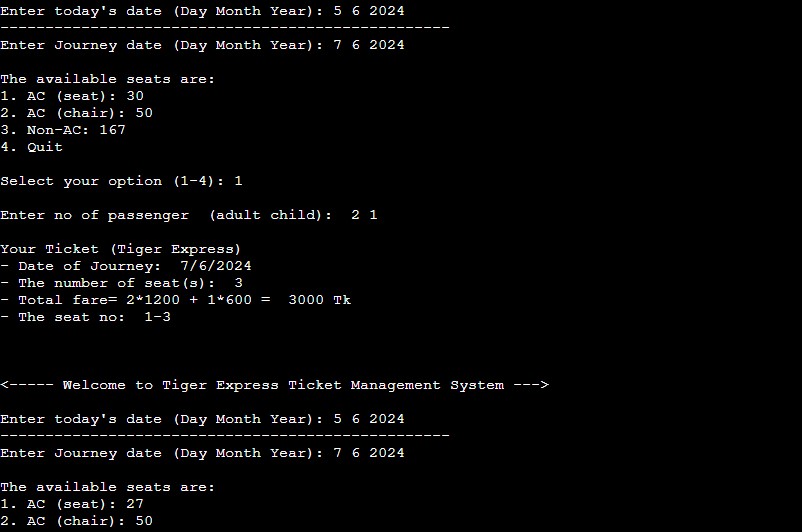 Enter today's date (Day Month Year): 5 6 2024
--------------------------------------------------
Enter Journey date (Day Month Year): 7 6 2024
The available seats are:
1. AC (seat): 30
2. AC (chair): 50
3. Non-AC: 167
4. Quit
Select your option (1-4): 1
Enter no of passenger  (adult child):  2 1
Your Ticket (Tiger Express)
- Date of Journey:  7/6/2024
- The number of seat(s):  3
- Total fare= 2*1200 + 1*600 =  3000 Tk
- The seat no:  1-3
<----- Welcome to Tiger Express Ticket Management System --->
Enter today's date (Day Month Year): 5 6 2024
--------------------------------------------------
Enter Journey date (Day Month Year): 7 6 2024
The available seats are:
1. AC (seat): 27
2. AC (chair): 50